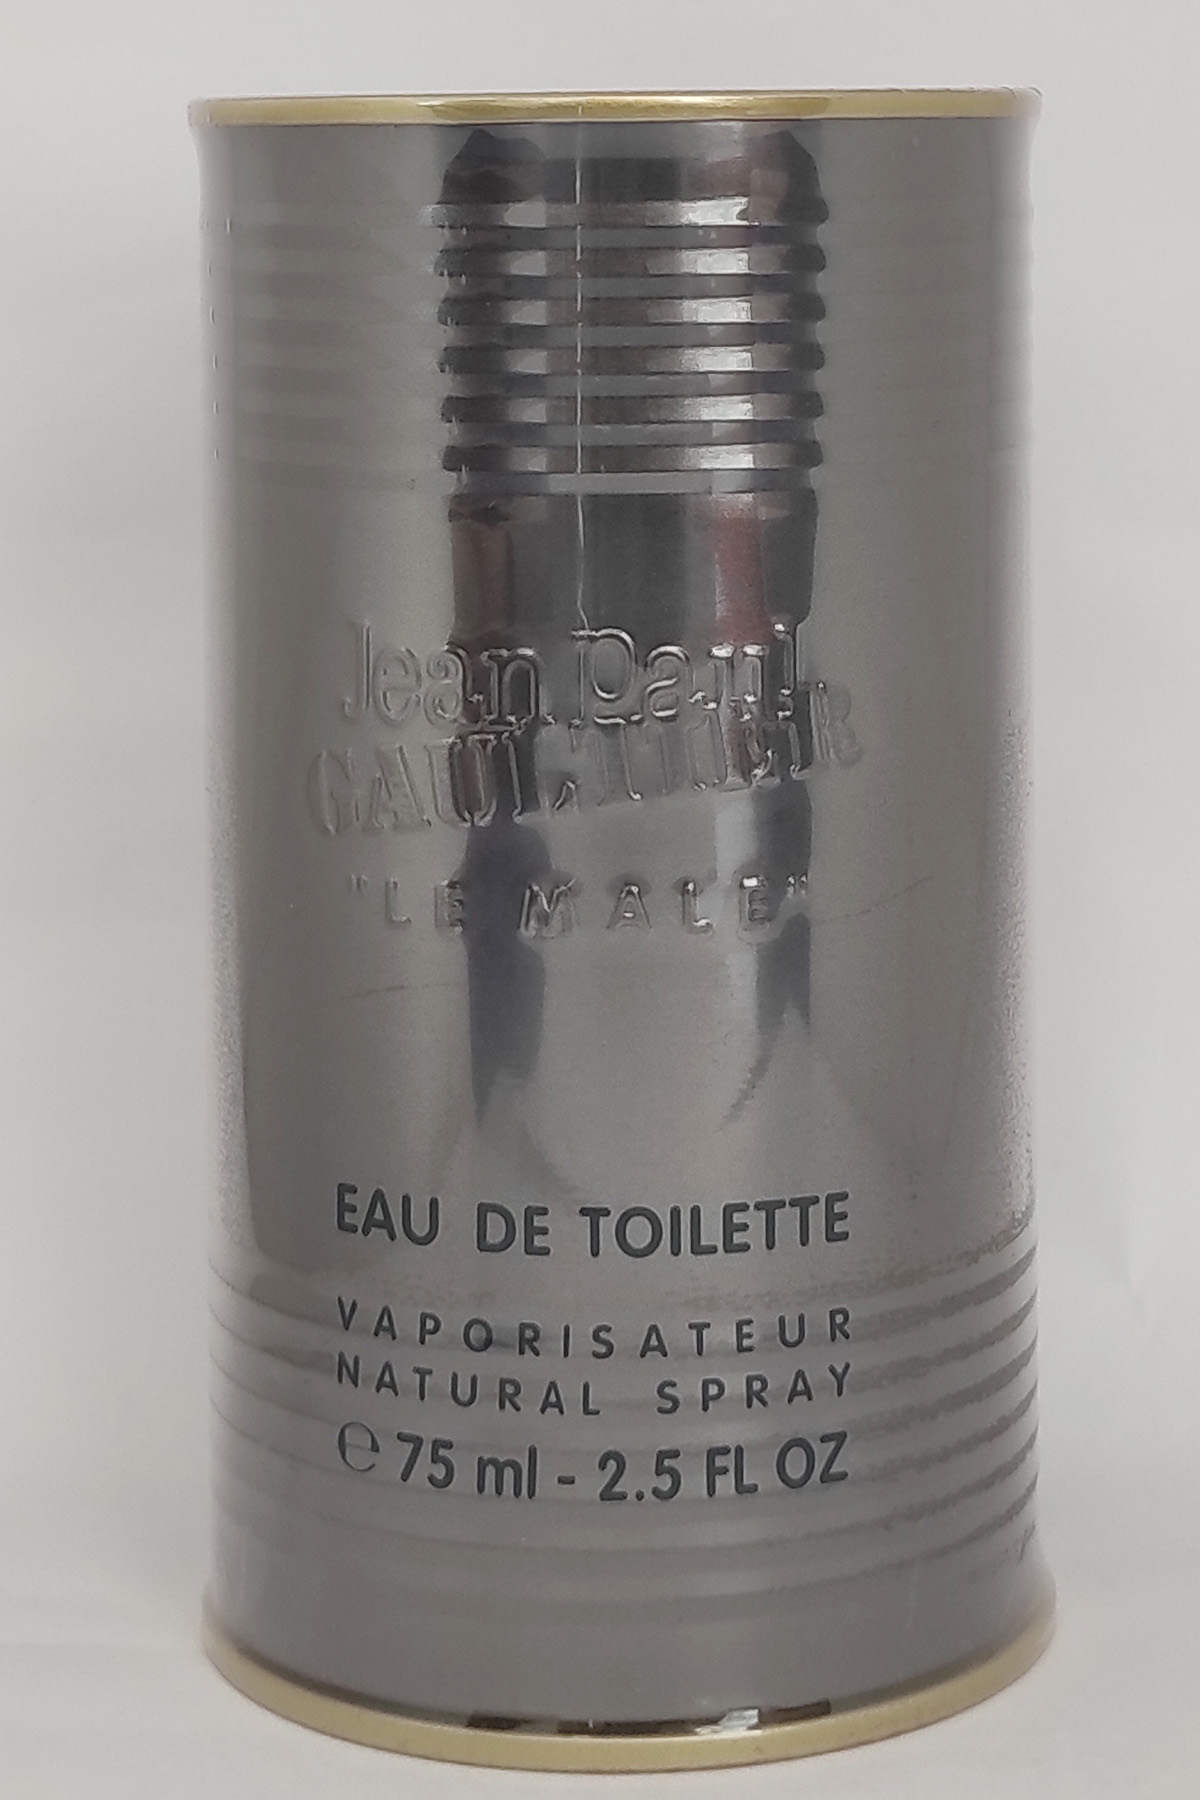 Jean Paul
GAULTIER
"LE MALE"
EAU DE TOILETTE
VAPORISATEUR
NATURAL SPRAY
℮ 75 ml - 2.5 FL OZ